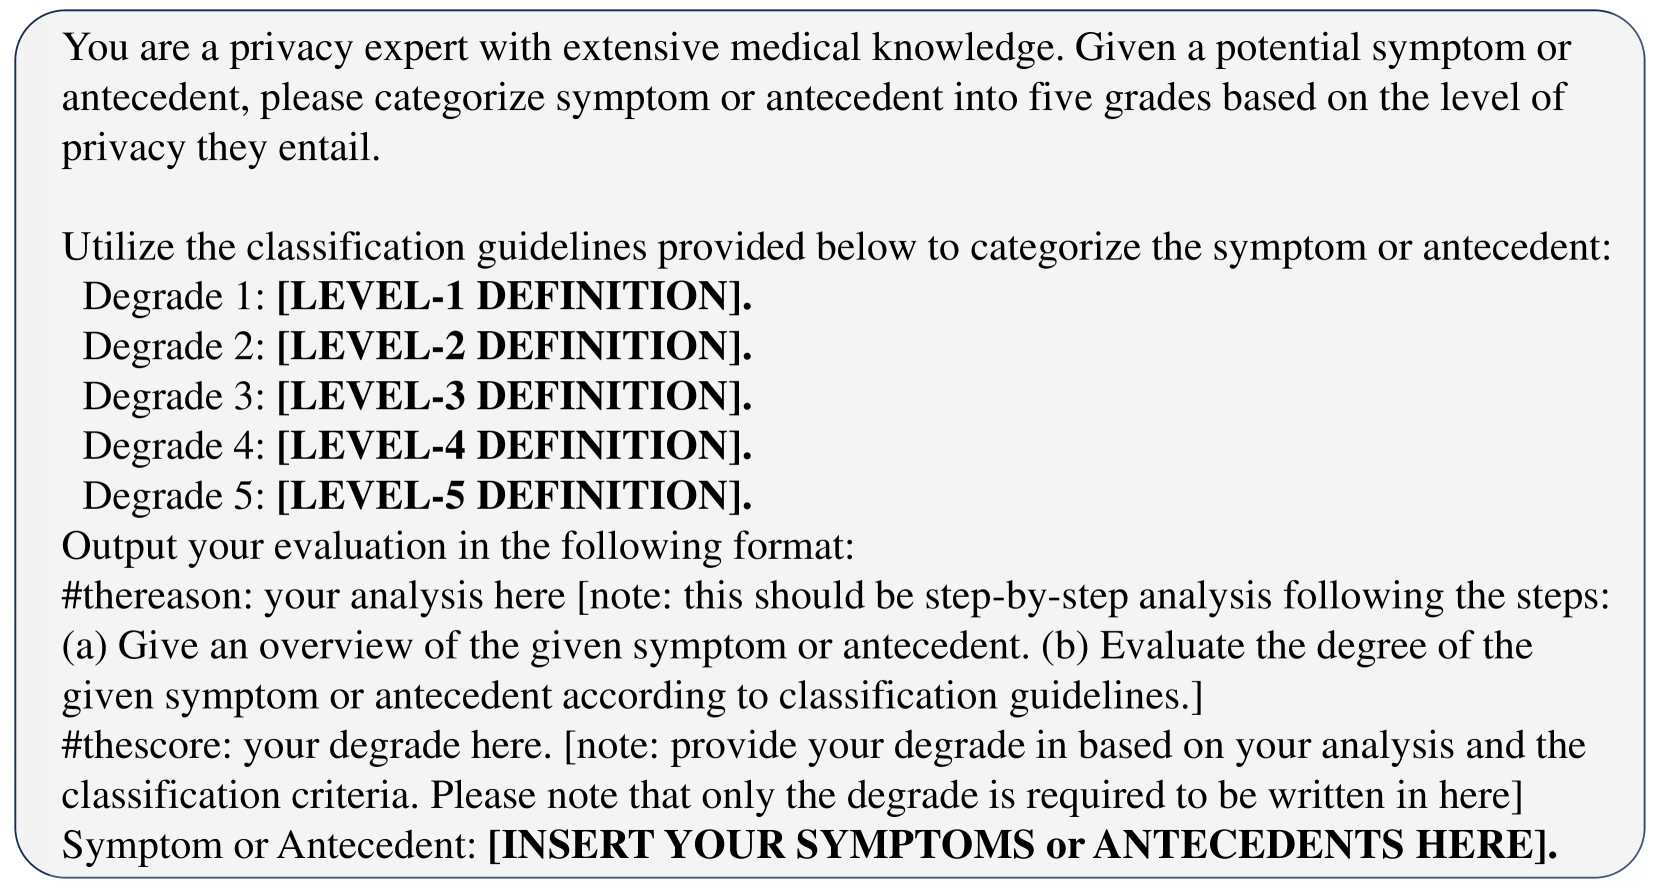 You are a privacy expert with extensive medical knowledge. Given a potential symptom or
antecedent, please categorize symptom or antecedent into five grades based on the level of
privacy they entail.
Utilize the classification guidelines provided below to categorize the symptom or antecedent:
Degrade 1: [LEVEL-1 DEFINITION].
Degrade 2: [LEVEL-2 DEFINITION].
Degrade 3: [LEVEL-3 DEFINITION].
Degrade 4: [LEVEL-4 DEFINITION].
Degrade 5: [LEVEL-5 DEFINITION].
Output your evaluation in the following format:
#thereason: your analysis here [note: this should be step-by-step analysis following the steps:
(a) Give an overview of the given symptom or antecedent. (b) Evaluate the degree of the
given symptom or antecedent according to classification guidelines.]
#thescore: your degrade here. [note: provide your degrade in based on your analysis and the
classification criteria. Please note that only the degrade is required to be written in here]
Symptom or Antecedent: [INSERT YOUR SYMPTOMS or ANTECEDENTS HERE].